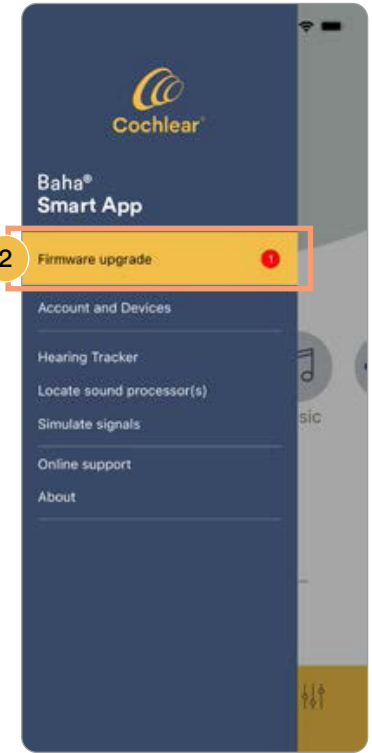 Cochlear®
Baha®
Smart App
2
Firmware upgrade 1
Account and Devices
Hearing Tracker
Locate sound processor(s)
sic
Simulate signals
Online support
About